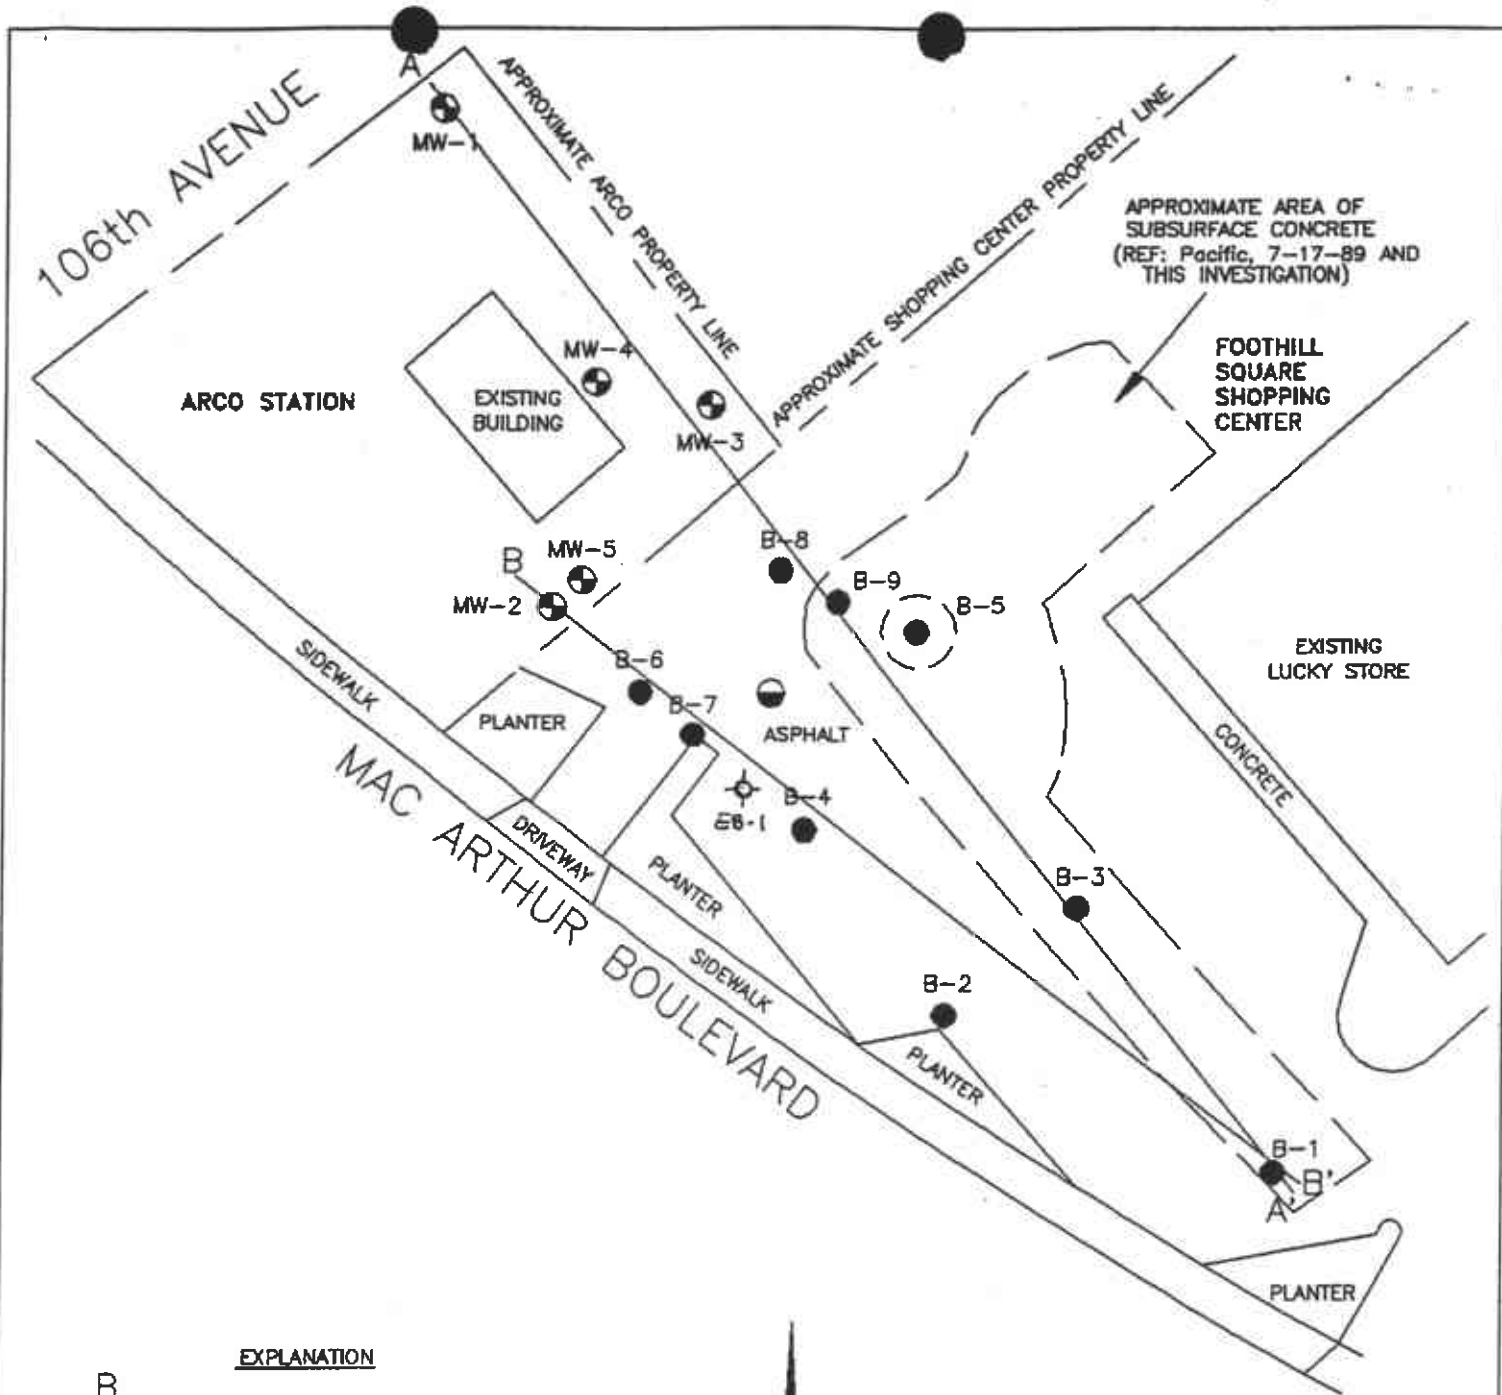 A
MW-1
106th AVENUE
APPROXIMATE ARCO PROPERTY LINE
APPROXIMATE SHOPPING CENTER PROPERTY LINE
APPROXIMATE AREA OF
SUBSURFACE CONCRETE
(REF: Pacific, 7-17-89 AND
THIS INVESTIGATION)
FOOTHILL
SQUARE
SHOPPING
CENTER
MW-4
ARCO STATION
EXISTING
BUILDING
MW-3
B-8
B
MW-5
B-9
MW-2
B-5
EXISTING
LUCKY STORE
SIDEWALK
B-6
B-7
PLANTER
ASPHALT
CONCRETE
MAC ARTHUR BOULEVARD
B-4
DRIVEWAY
PLANTER
B-3
SIDEWALK
B-2
PLANTER
B-1
B'
A'
PLANTER
EXPLANATION
B